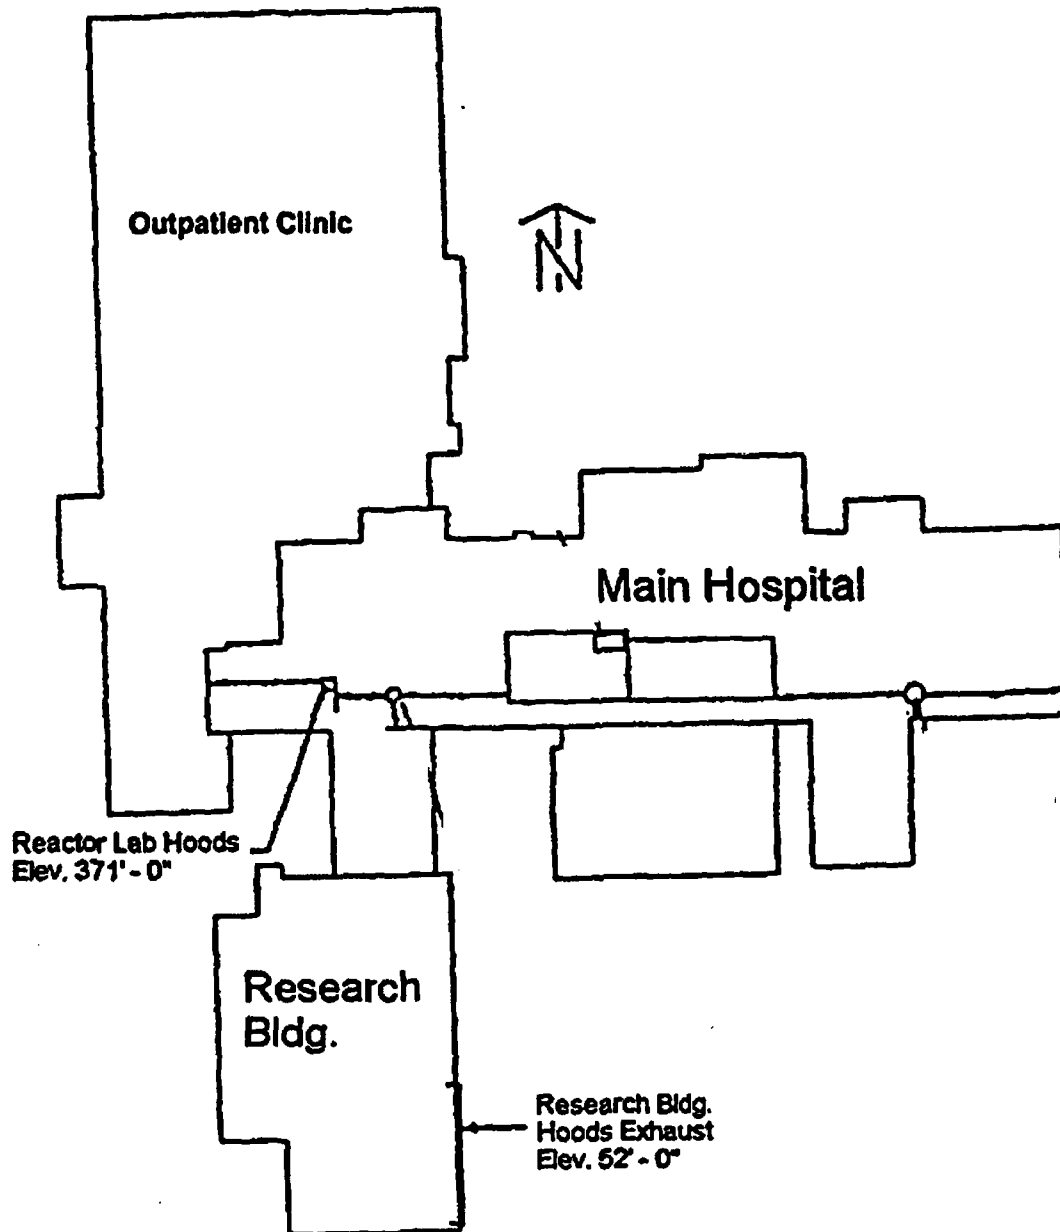 Outpatient Clinic
N
Main Hospital
Reactor Lab Hoods
Elev. 371' - 0"
Research
Bldg.
Research Bldg.
Hoods Exhaust
Elev. 52' - 0"